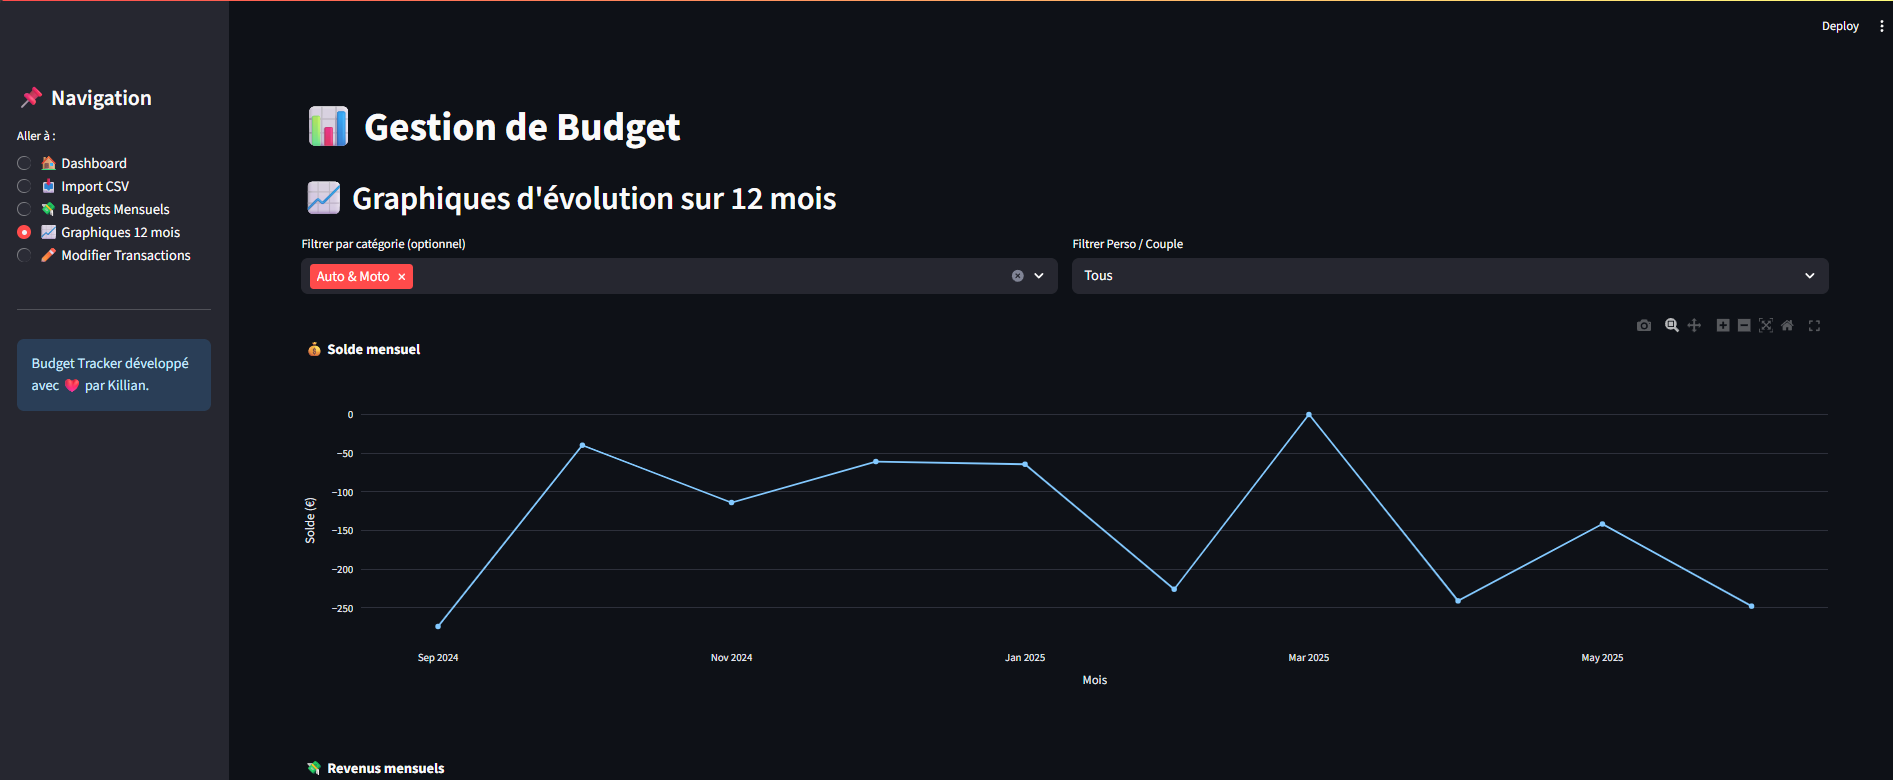 Deploy
📌 Navigation
Aller à :
🏠 Dashboard
📥 Import CSV
💸 Budgets Mensuels
📈 Graphiques 12 mois
✏️ Modifier Transactions
Budget Tracker développé
avec ❤️ par Killian.
📊 Gestion de Budget
📈 Graphiques d'évolution sur 12 mois
Filtrer par catégorie (optionnel)
Auto & Moto ×
Filtrer Perso / Couple
Tous
💰 Solde mensuel
0
−50
−100
−150
−200
−250
Solde (€)
Sep 2024
Nov 2024
Jan 2025
Mar 2025
May 2025
Mois
💸 Revenus mensuels